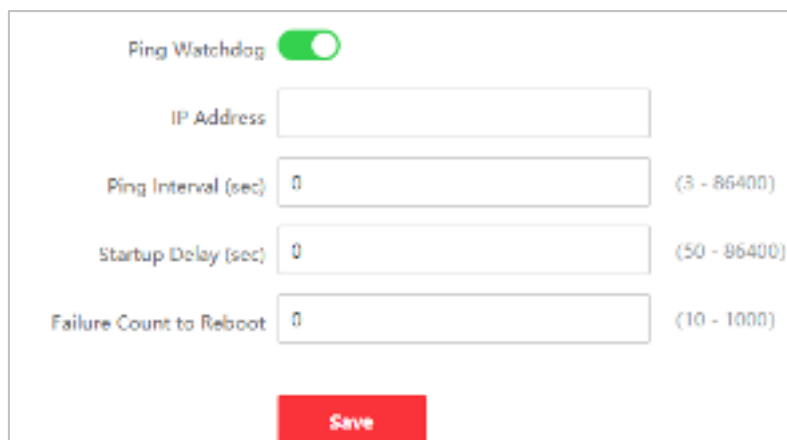 Ping Watchdog
IP Address
Ping Interval (sec) 0 (3 - 86400)
Startup Delay (sec) 0 (50 - 86400)
Failure Count to Reboot 0 (10 - 1000)
Save